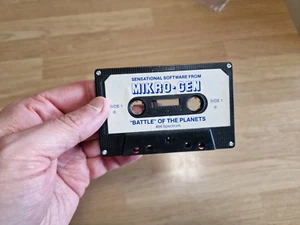 SENSATIONAL SOFTWARE FROM
MIKRO-GEN
SIDE 1
SIDE 1
"BATTLE" OF THE PLANETS
48K Spectrum